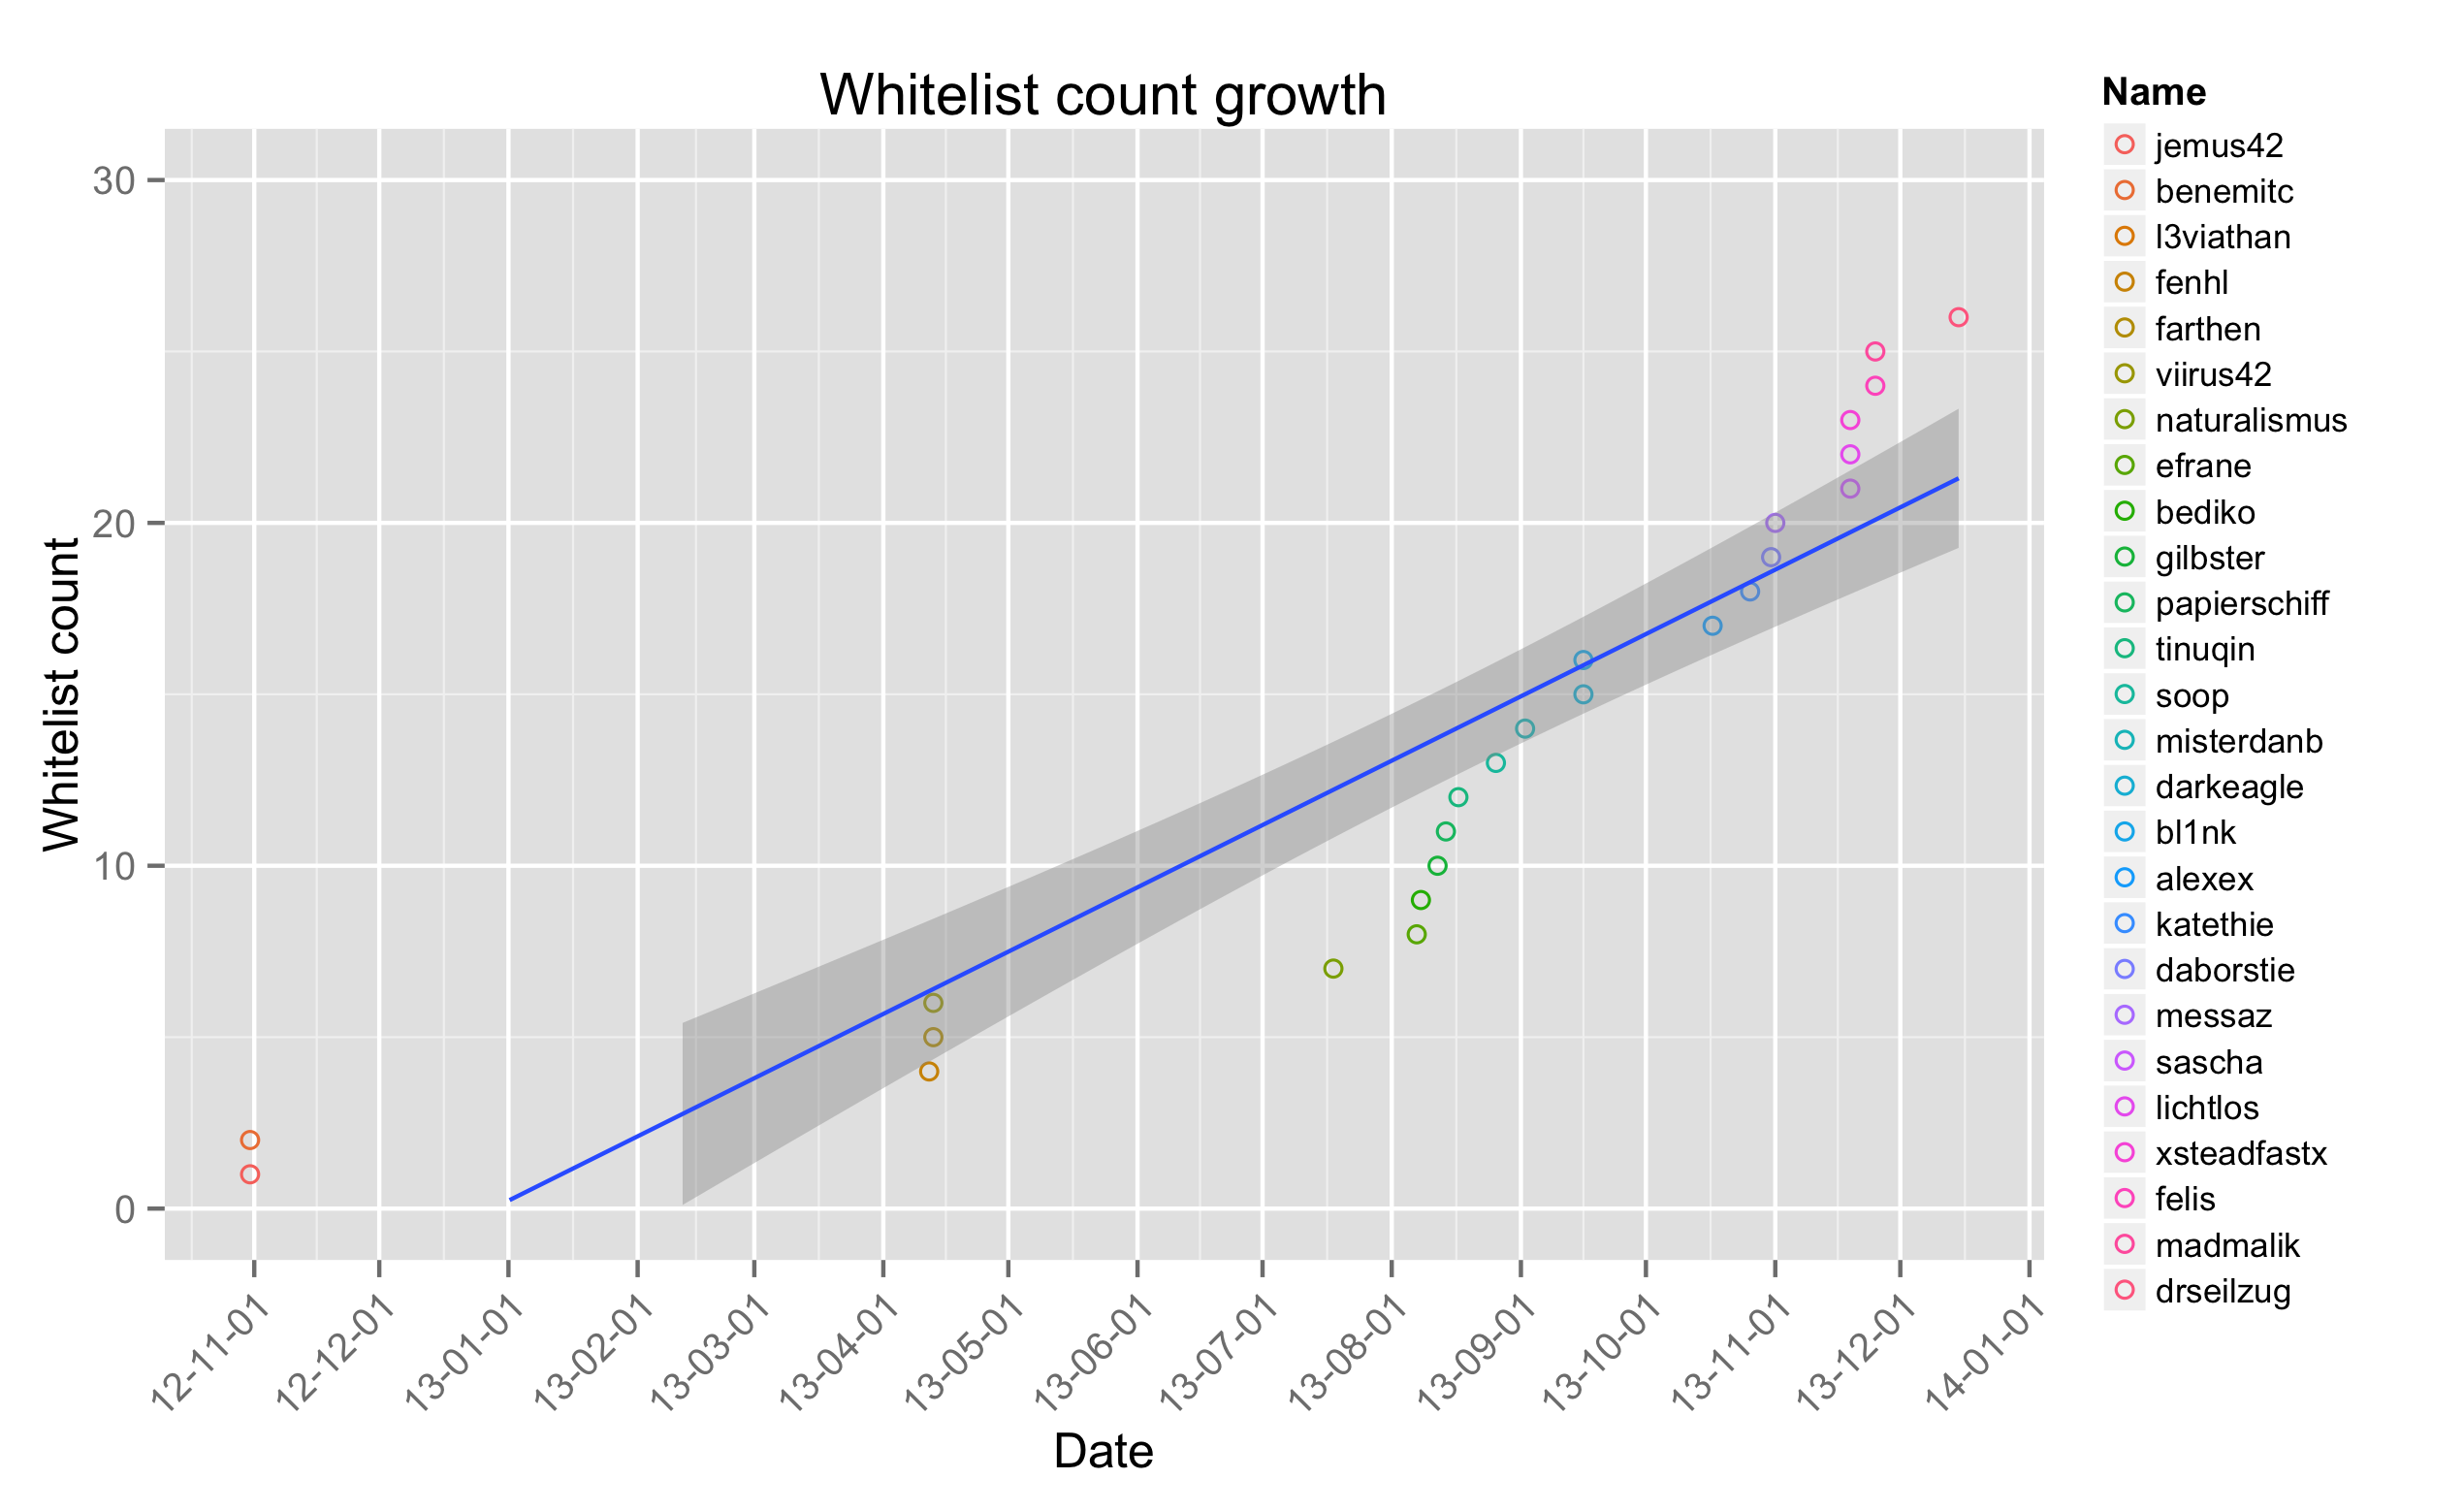 Whitelist count growth
Whitelist count
30
20
10
0
12-11-01
12-12-01
13-01-01
13-02-01
13-03-01
13-04-01
13-05-01
13-06-01
13-07-01
13-08-01
13-09-01
13-10-01
13-11-01
13-12-01
14-01-01
Date
Name
jemus42
benemitc
l3viathan
fenhl
farthen
viirus42
naturalismus
efrane
bediko
gilbster
papierschiff
tinuqin
soop
misterdanb
darkeagle
bl1nk
alexex
katethie
daborstie
messaz
sascha
lichtlos
xsteadfastx
felis
madmalik
drseilzug